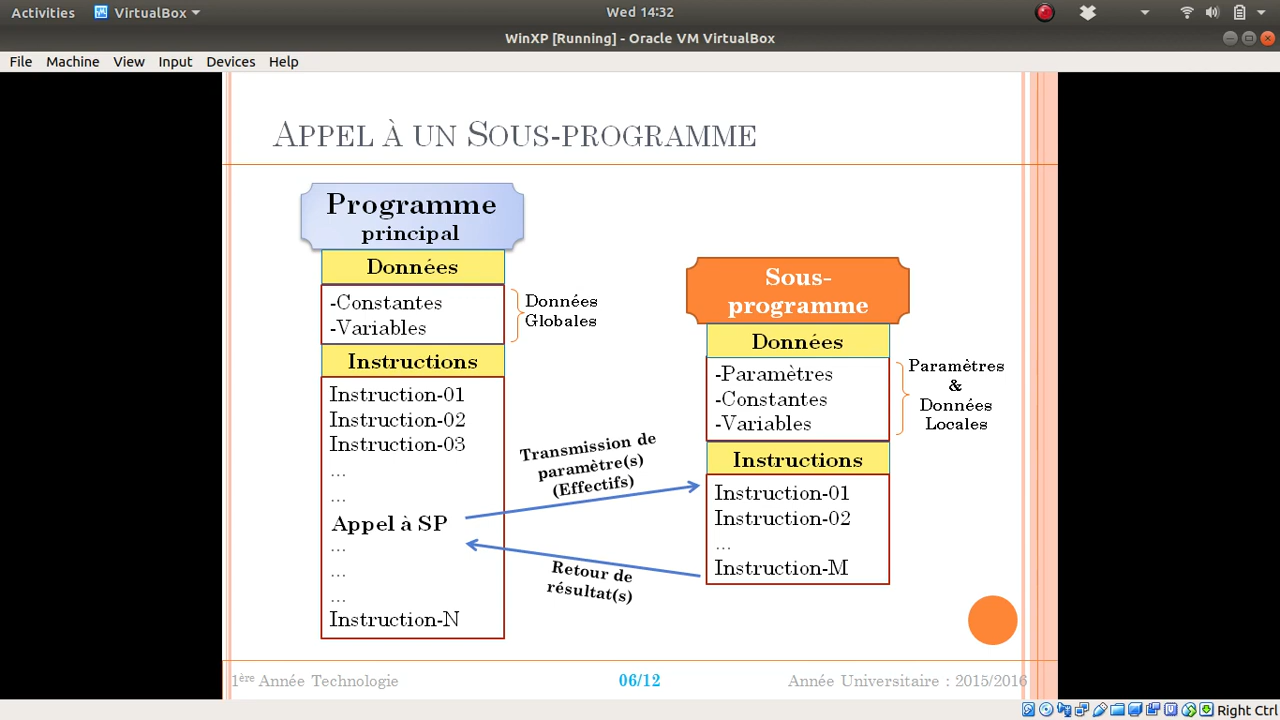 Activities VirtualBox Wed 14:32
WinXP [Running] - Oracle VM VirtualBox
File Machine View Input Devices Help
Appel à un Sous-programme
Programme
principal
Données
-Constantes
-Variables
Données
Globales
Instructions
Instruction-01
Instruction-02
Instruction-03
...
...
Appel à SP
...
...
...
Instruction-N
Transmission de
paramètre(s)
(Effectifs)
Retour de
résultat(s)
Sous-
programme
Données
-Paramètres
-Constantes
-Variables
Paramètres
&
Données
Locales
Instructions
Instruction-01
Instruction-02
...
Instruction-M
1ère Année Technologie 06/12 Année Universitaire : 2015/2016
Right Ctrl